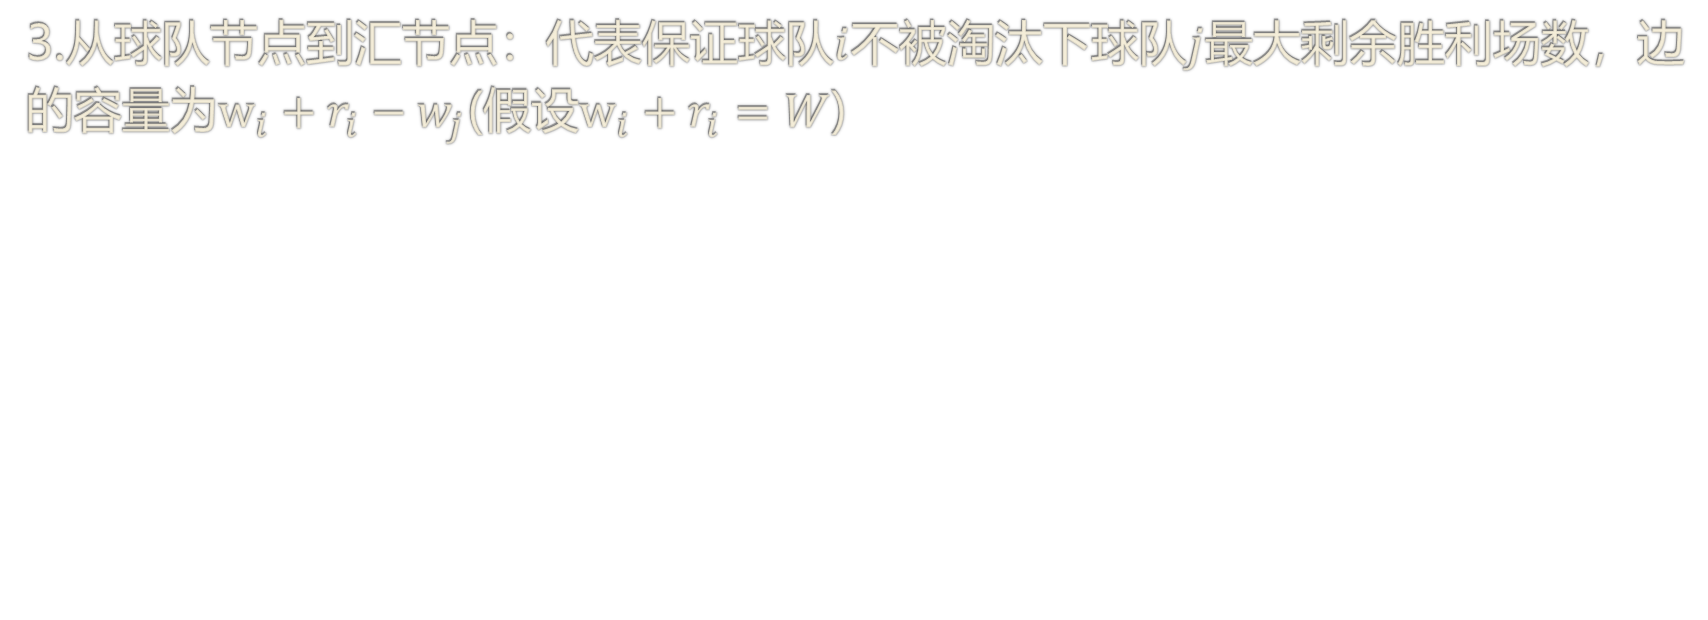 3.从球队节点到汇节点：代表保证球队i不被淘汰下球队j最大剩余胜利场数，边
的容量为wᵢ + rᵢ − wⱼ(假设wᵢ + rᵢ = W)